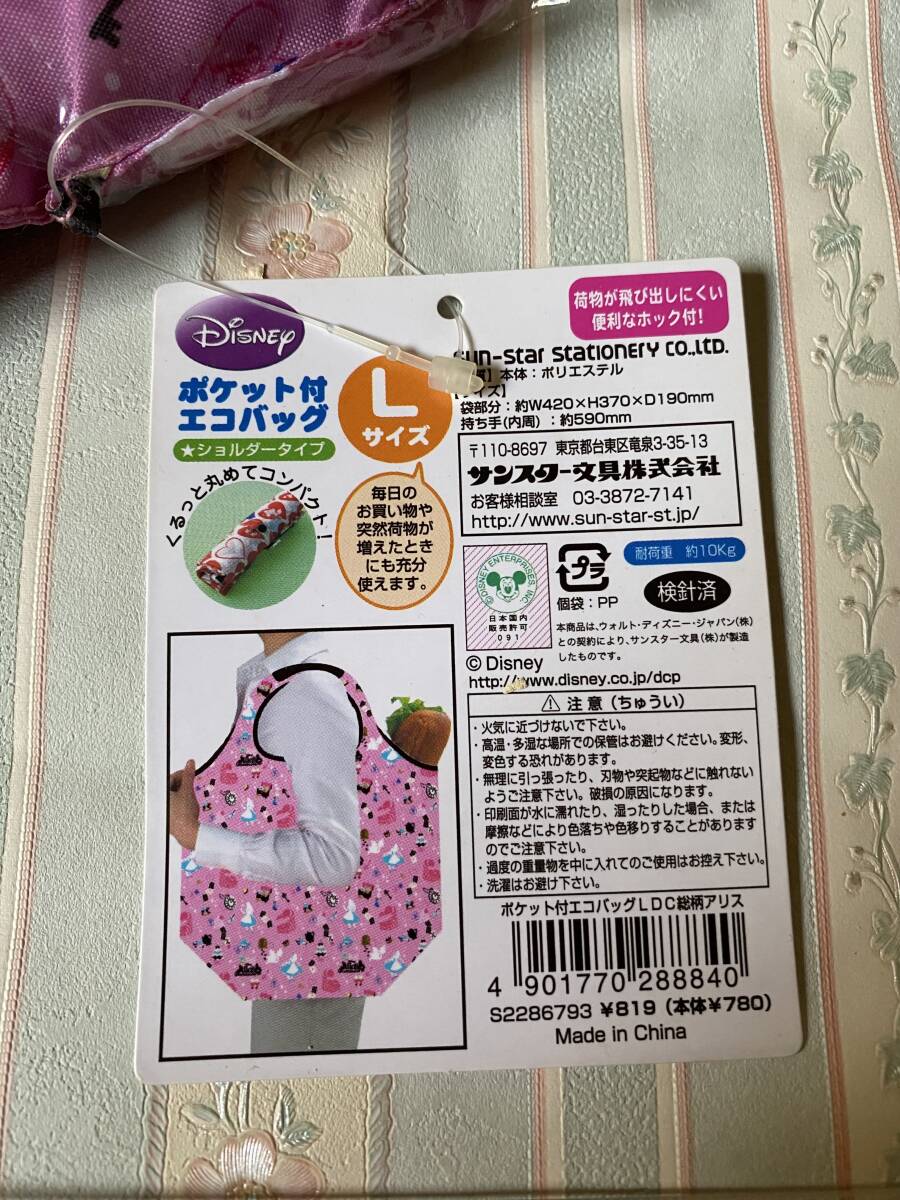 Disney
ポケット付
エコバッグ
★ショルダータイプ
Lサイズ
くるっと丸めてコンパクト!
毎日の
お買い物や
突然荷物が
増えたとき
にも充分
使えます。
荷物が飛び出しにくい
便利なホック付!
sun-star stationery co.,ltd.
】本体:ポリエステル
イズ】
袋部分:約W420×H370×D190mm
持ち手(内周):約590mm
〒110-8697 東京都台東区竜泉3-35-13
サンスター文具株式会社
お客様相談室 03-3872-7141
http://www.sun-star-st.jp/
©DISNEY ENTERPRISES, INC.
日本国内
販売許可
091
プラ
個袋:PP
耐荷重 約10Kg
検針済
本商品は、ウォルト・ディズニー・ジャパン(株)
との契約により、サンスター文具(株)が製造
したものです。
© Disney
http://www.disney.co.jp/dcp
⚠ 注意(ちゅうい)
・火気に近づけないで下さい。
・高温・多湿な場所での保管はお避けください。変形、
変色する恐れがあります。
・無理に引っ張ったり、刃物や突起物などに触れない
ようご注意下さい。破損の原因になります。
・印刷面が水に濡れたり、湿ったりした場合、または
摩擦などにより色落ちや色移りすることがあります
のでご注意下さい。
・過度の重量物を中に入れてのご使用はお控え下さい。
・洗濯はお避け下さい。
ポケット付エコバッグLDC総柄アリス
4 901770 288840
S2286793 ¥819 (本体¥780)
Made in China